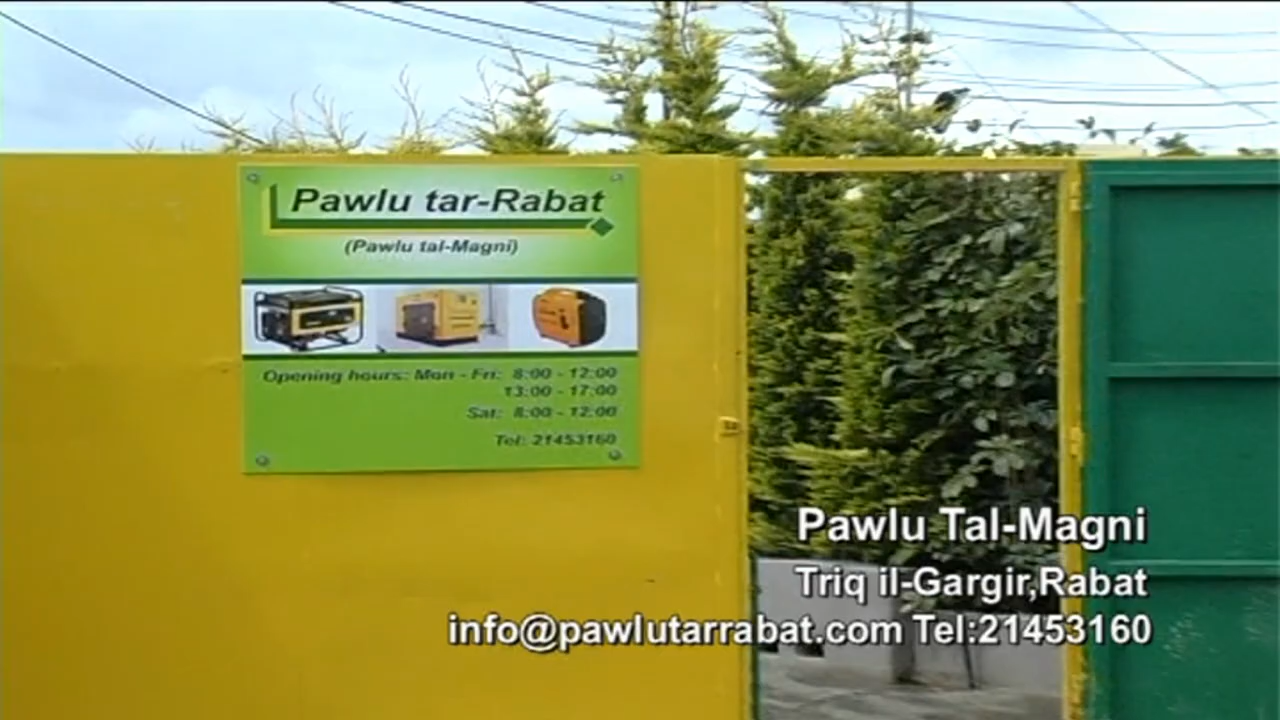 Pawlu tar-Rabat
(Pawlu tal-Magni)
Opening hours: Mon - Fri: 8:00 - 12:00
13:00 - 17:00
Sat: 8:00 - 12:00
Tel: 21453160
Pawlu Tal-Magni
Triq il-Gargir,Rabat
info@pawlutarrabat.com Tel:21453160